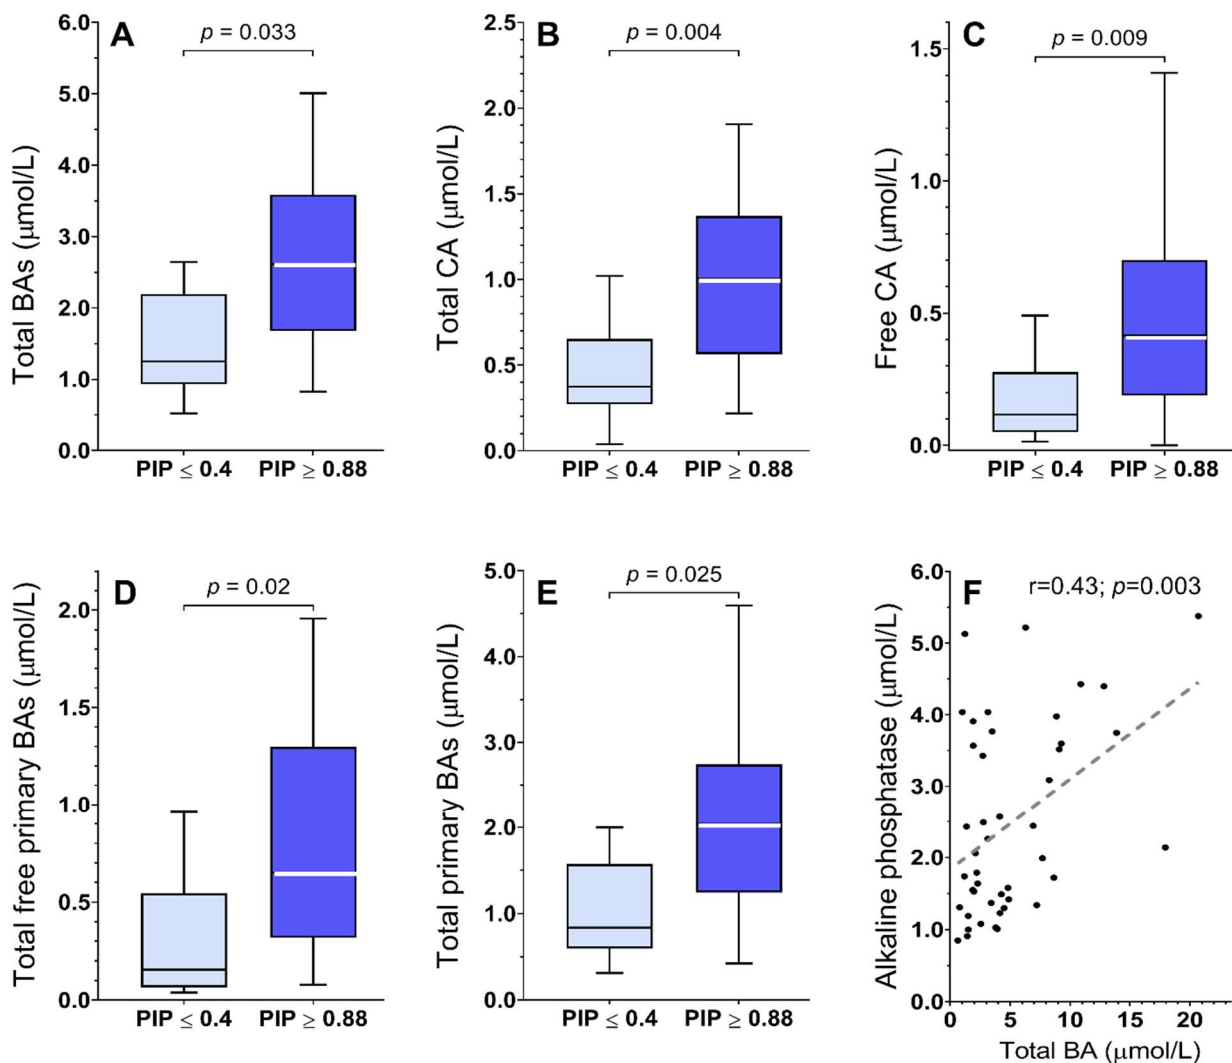 A
p = 0.033
Total BAs (μmol/L)
6.0
5.0
4.0
3.0
2.0
1.0
0.0
PIP ≤ 0.4
PIP ≥ 0.88
B
p = 0.004
Total CA (μmol/L)
2.5
2.0
1.5
1.0
0.5
0.0
PIP ≤ 0.4
PIP ≥ 0.88
C
p = 0.009
Free CA (μmol/L)
1.5
1.0
0.5
0.0
PIP ≤ 0.4
PIP ≥ 0.88
D
p = 0.02
Total free primary BAs (μmol/L)
2.0
1.5
1.0
0.5
0.0
PIP ≤ 0.4
PIP ≥ 0.88
E
p = 0.025
Total primary BAs (μmol/L)
5.0
4.0
3.0
2.0
1.0
0.0
PIP ≤ 0.4
PIP ≥ 0.88
F
r=0.43; p=0.003
Alkaline phosphatase (μmol/L)
6.0
5.0
4.0
3.0
2.0
1.0
0.0
0 5 10 15 20
Total BA (μmol/L)